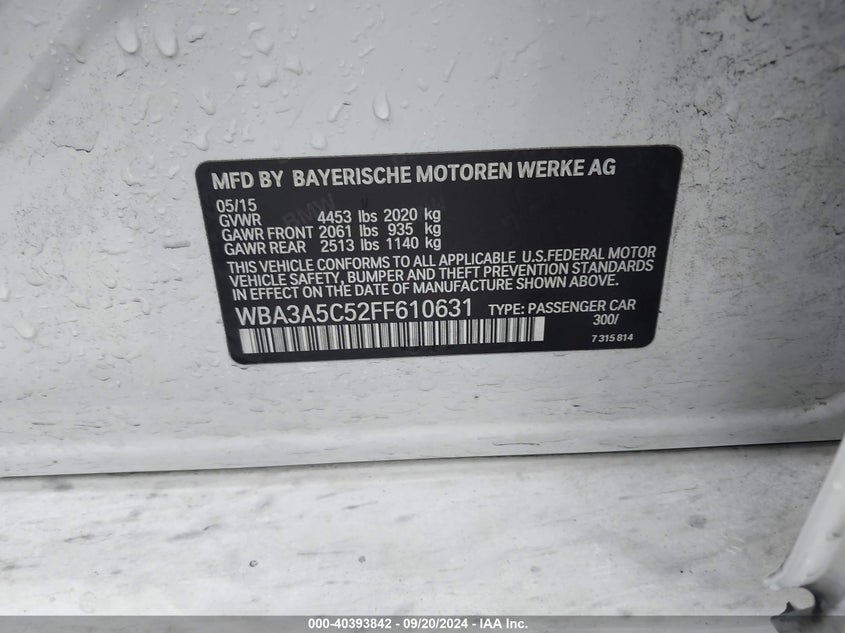 MFD BY BAYERISCHE MOTOREN WERKE AG
05/15
GVWR 4453 lbs 2020 kg
GAWR FRONT 2061 lbs 935 kg
GAWR REAR 2513 lbs 1140 kg
THIS VEHICLE CONFORMS TO ALL APPLICABLE U.S.FEDERAL MOTOR
VEHICLE SAFETY, BUMPER AND THEFT PREVENTION STANDARDS
IN EFFECT ON THE DATE OF MANUFACTURE SHOWN ABOVE.
WBA3A5C52FF610631 TYPE: PASSENGER CAR
300/
7 315 814
000-40393842 - 09/20/2024 - IAA Inc.